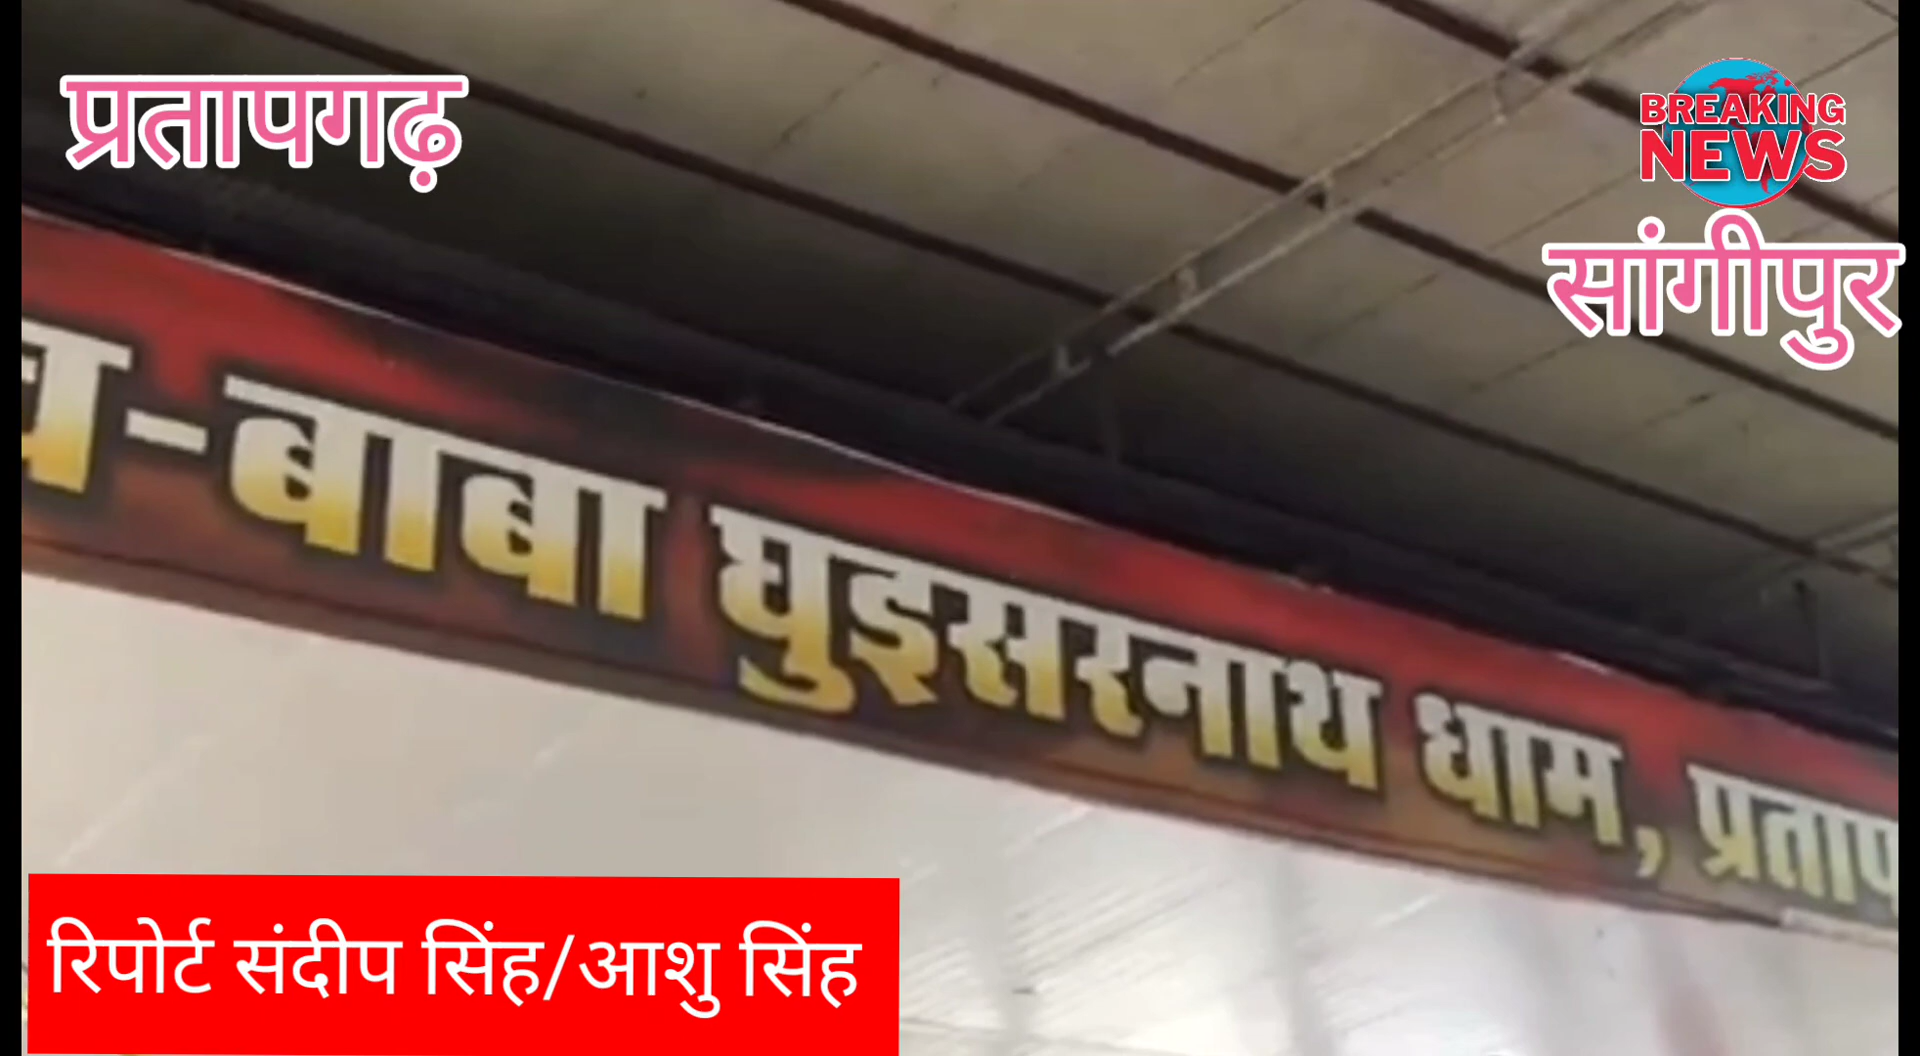 प्रतापगढ़
BREAKING
NEWS
सांगीपुर
-बाबा घुइसरनाथ धाम, प्रताप
रिपोर्ट संदीप सिंह/आशु सिंह